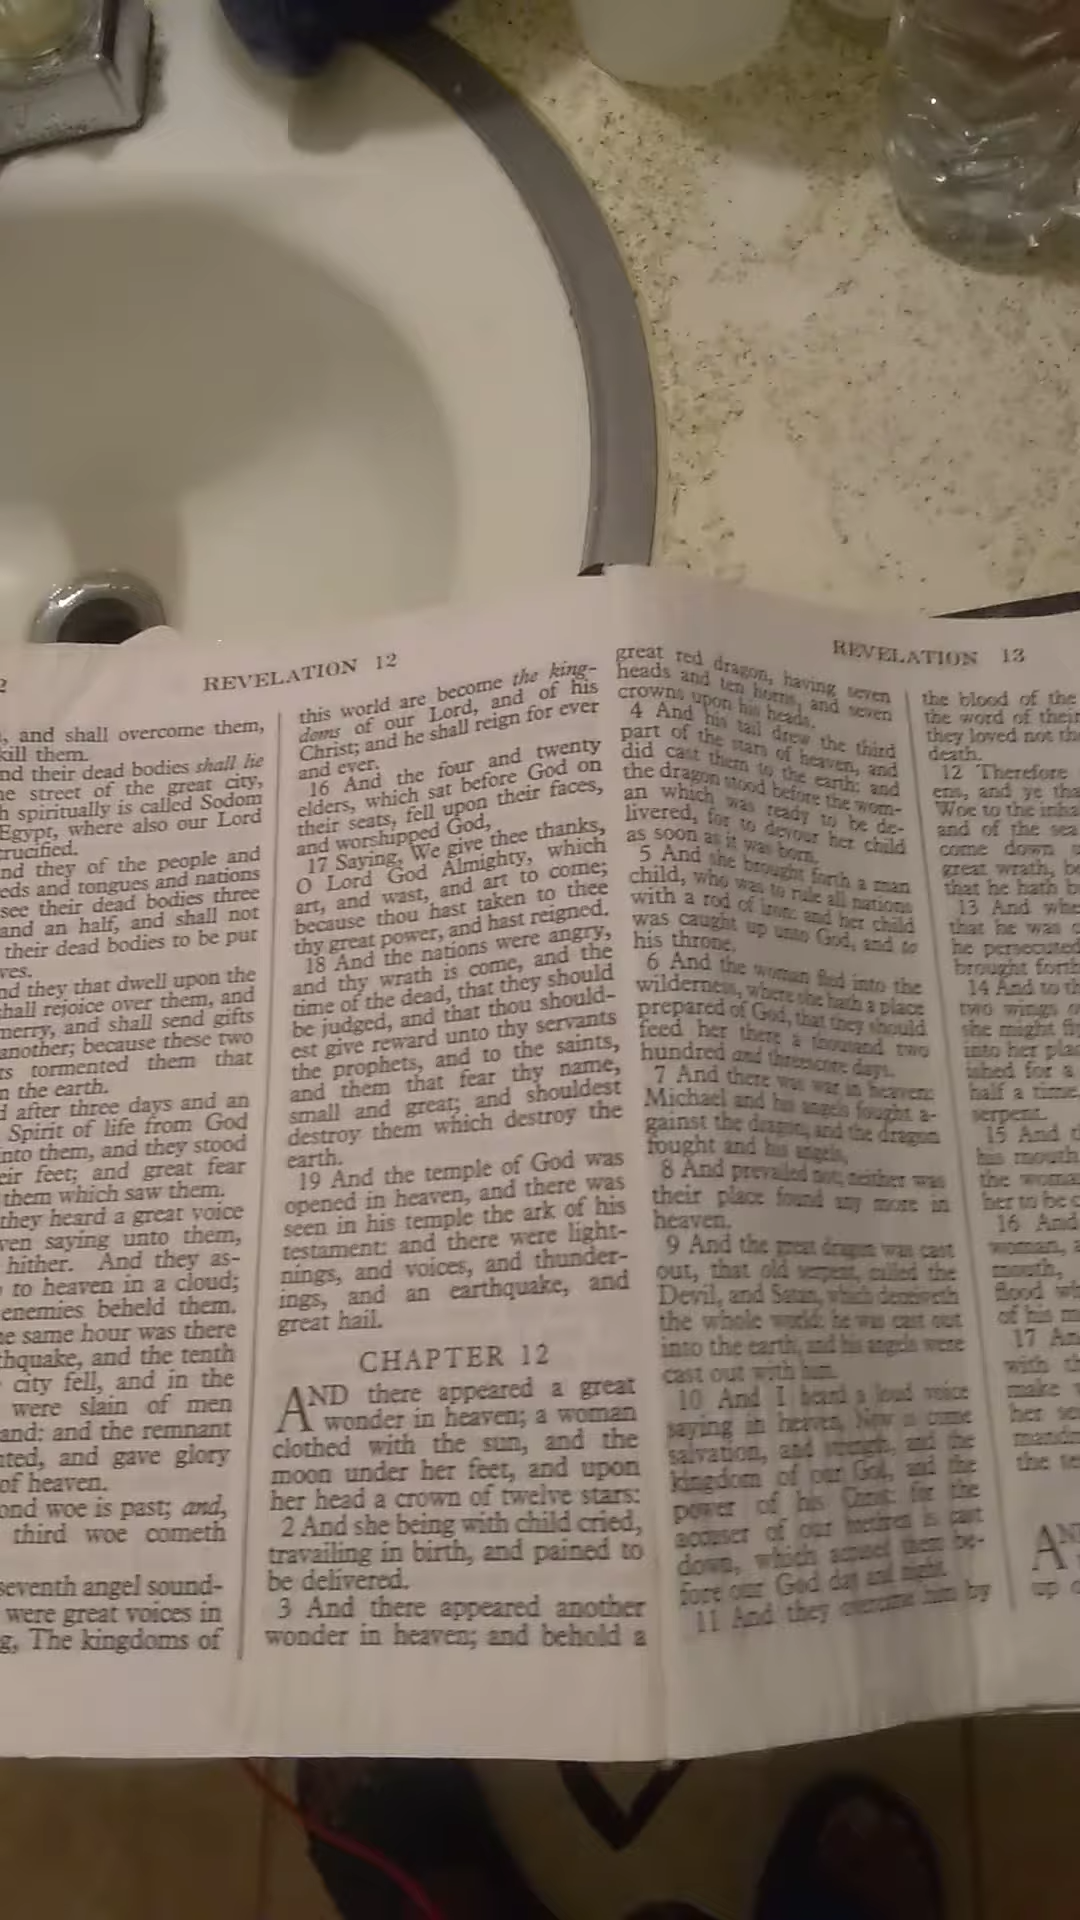 2
REVELATION 12
, and shall overcome them,
kill them.
nd their dead bodies shall lie
e street of the great city,
h spiritually is called Sodom
Egypt, where also our Lord
crucified.
nd they of the people and
eds and tongues and nations
see their dead bodies three
and an half, and shall not
their dead bodies to be put
ves.
nd they that dwell upon the
shall rejoice over them, and
merry, and shall send gifts
another; because these two
ts tormented them that
n the earth.
d after three days and an
Spirit of life from God
into them, and they stood
eir feet; and great fear
them which saw them.
they heard a great voice
ven saying unto them,
hither. And they as-
to heaven in a cloud;
enemies beheld them.
e same hour was there
thquake, and the tenth
city fell, and in the
were slain of men
and: and the remnant
ted, and gave glory
of heaven.
ond woe is past; and,
third woe cometh
seventh angel sound-
were great voices in
g, The kingdoms of
this world are become the king-
doms of our Lord, and of his
Christ; and he shall reign for ever
and ever.
16 And the four and twenty
elders, which sat before God on
their seats, fell upon their faces,
and worshipped God,
17 Saying, We give thee thanks,
O Lord God Almighty, which
art, and wast, and art to come;
because thou hast taken to thee
thy great power, and hast reigned.
18 And the nations were angry,
and thy wrath is come, and the
time of the dead, that they should
be judged, and that thou should-
est give reward unto thy servants
the prophets, and to the saints,
and them that fear thy name,
small and great; and shouldest
destroy them which destroy the
earth.
19 And the temple of God was
opened in heaven, and there was
seen in his temple the ark of his
testament: and there were light-
nings, and voices, and thunder-
ings, and an earthquake, and
great hail.
CHAPTER 12
AND there appeared a great
wonder in heaven; a woman
clothed with the sun, and the
moon under her feet, and upon
her head a crown of twelve stars:
2 And she being with child cried,
travailing in birth, and pained to
be delivered.
3 And there appeared another
wonder in heaven; and behold a
REVELATION 13
great red dragon, having seven
heads and ten horns, and seven
crowns upon his heads.
4 And his tail drew the third
part of the stars of heaven, and
did cast them to the earth: and
the dragon stood before the wom-
an which was ready to be de-
livered, for to devour her child
as soon as it was born.
5 And she brought forth a man
child, who was to rule all nations
with a rod of iron: and her child
was caught up unto God, and to
his throne.
6 And the woman fled into the
wilderness, where she hath a place
prepared of God, that they should
feed her there a thousand two
hundred and threescore days.
7 And there was war in heaven:
Michael and his angels fought a-
gainst the dragon; and the dragon
fought and his angels,
8 And prevailed not; neither was
their place found any more in
heaven.
9 And the great dragon was cast
out, that old serpent, called the
Devil, and Satan, which deceiveth
the whole world: he was cast out
into the earth, and his angels were
cast out with him.
10 And I heard a loud voice
saying in heaven, Now is come
salvation, and strength, and the
kingdom of our God, and the
power of his Christ: for the
accuser of our brethren is cast
down, which accused them be-
fore our God day and night.
11 And they overcame him by
the blood of the
the word of their
they loved not the
death.
12 Therefore
ens, and ye tha
Woe to the inha
and of the sea
come down
great wrath, be
that he hath b
13 And whe
that he was c
he persecuted
brought forth
14 And to th
two wings o
she might fl
into her plac
ished for a
half a time,
serpent.
15 And t
his mouth
the woma
her to be c
16 And
woman, a
mouth,
flood wh
of his m
17 An
with th
make
her se
mandm
the te
AN
up o